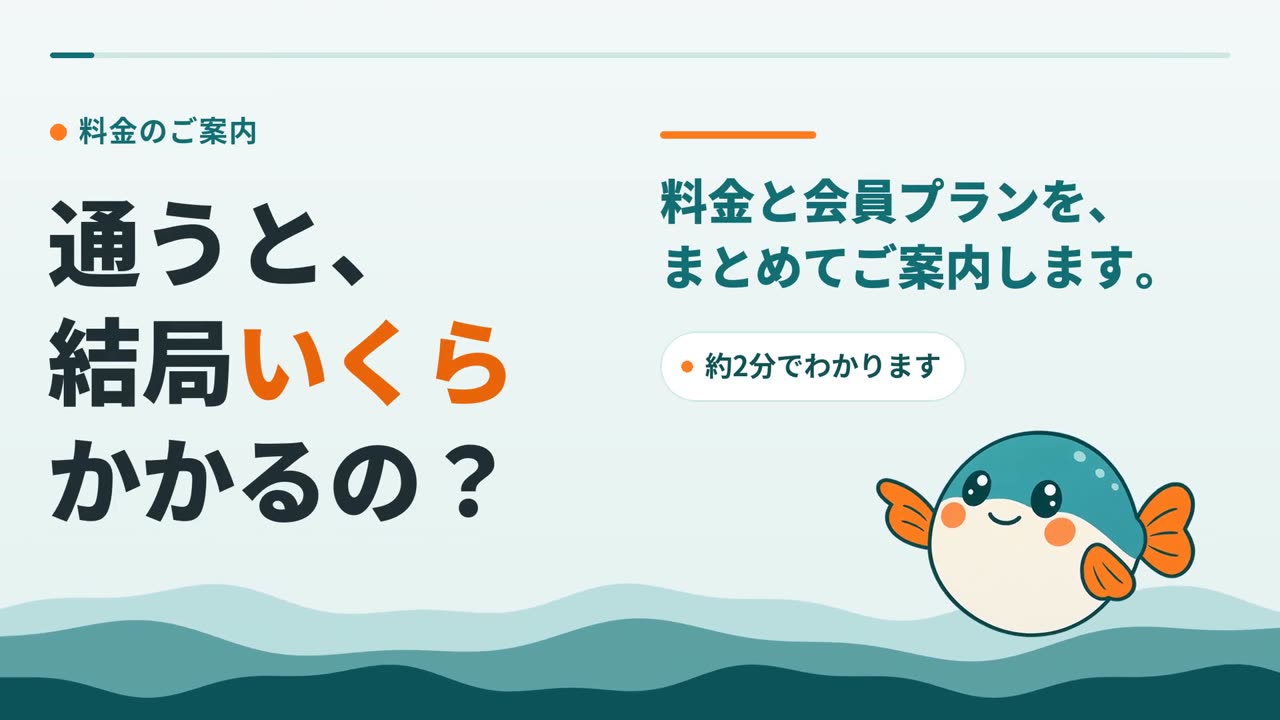 料金のご案内
通うと、
結局いくら
かかるの？
料金と会員プランを、
まとめてご案内します。
約2分でわかります